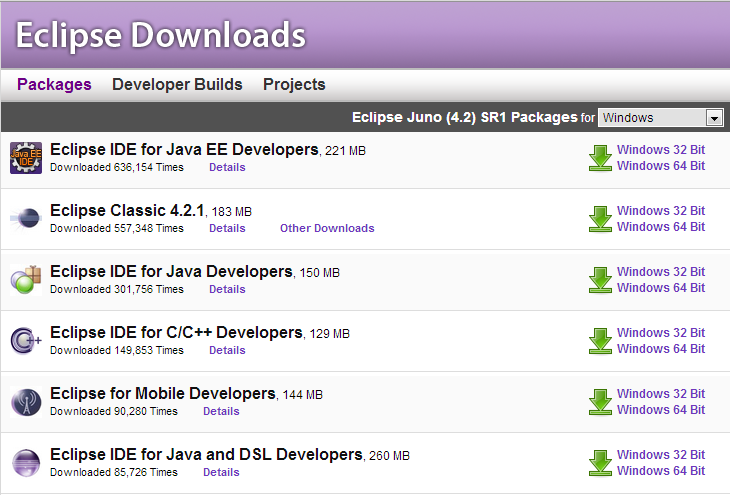 Eclipse Downloads
Packages Developer Builds Projects
Eclipse Juno (4.2) SR1 Packages for Windows
Java EE
IDE
Eclipse IDE for Java EE Developers, 221 MB
Downloaded 636,154 Times Details
Windows 32 Bit
Windows 64 Bit
Eclipse Classic 4.2.1, 183 MB
Downloaded 557,348 Times Details Other Downloads
Windows 32 Bit
Windows 64 Bit
Eclipse IDE for Java Developers, 150 MB
Downloaded 301,756 Times Details
Windows 32 Bit
Windows 64 Bit
C++
Eclipse IDE for C/C++ Developers, 129 MB
Downloaded 149,853 Times Details
Windows 32 Bit
Windows 64 Bit
Eclipse for Mobile Developers, 144 MB
Downloaded 90,280 Times Details
Windows 32 Bit
Windows 64 Bit
Eclipse IDE for Java and DSL Developers, 260 MB
Downloaded 85,726 Times Details
Windows 32 Bit
Windows 64 Bit